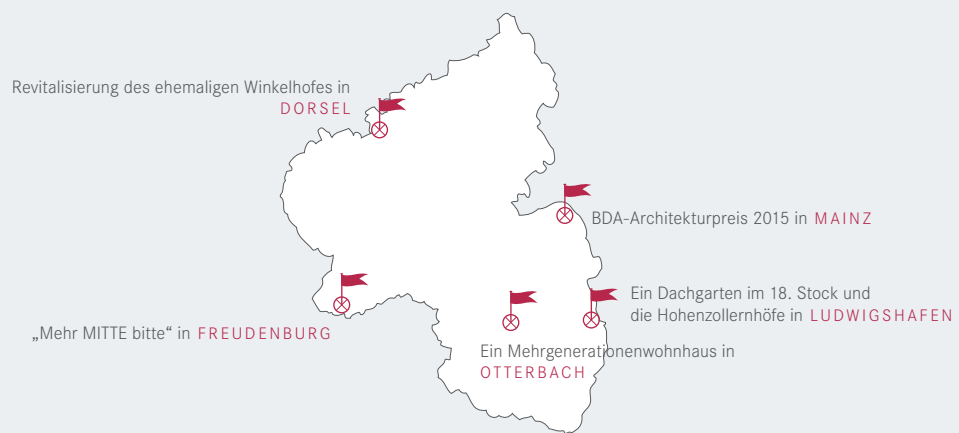 Revitalisierung des ehemaligen Winkelhofes in
DORSEL
BDA-Architekturpreis 2015 in MAINZ
Ein Dachgarten im 18. Stock und
die Hohenzollernhöfe in LUDWIGSHAFEN
„Mehr MITTE bitte“ in FREUDENBURG
Ein Mehrgenerationenwohnhaus in
OTTERBACH